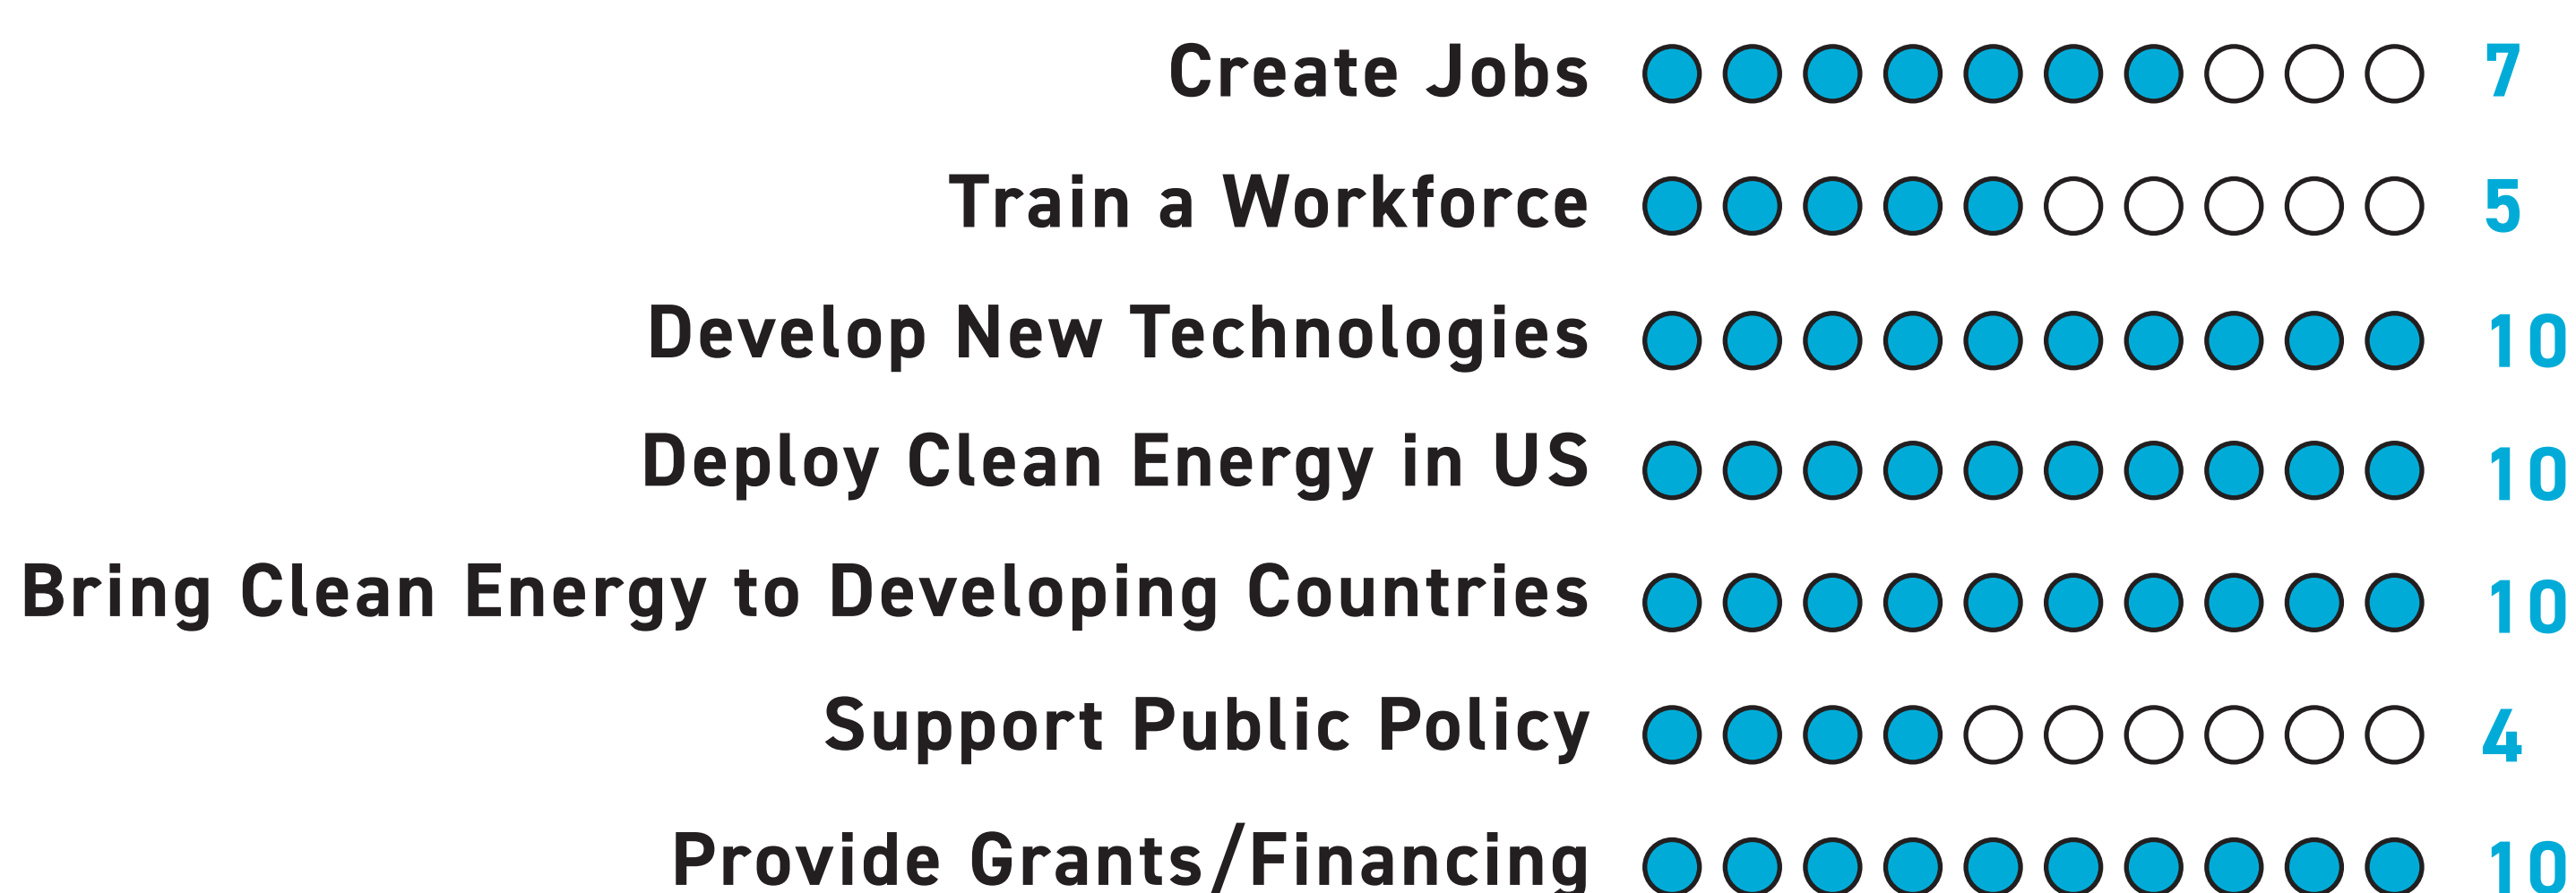 Create Jobs 7
Train a Workforce 5
Develop New Technologies 10
Deploy Clean Energy in US 10
Bring Clean Energy to Developing Countries 10
Support Public Policy 4
Provide Grants/Financing 10